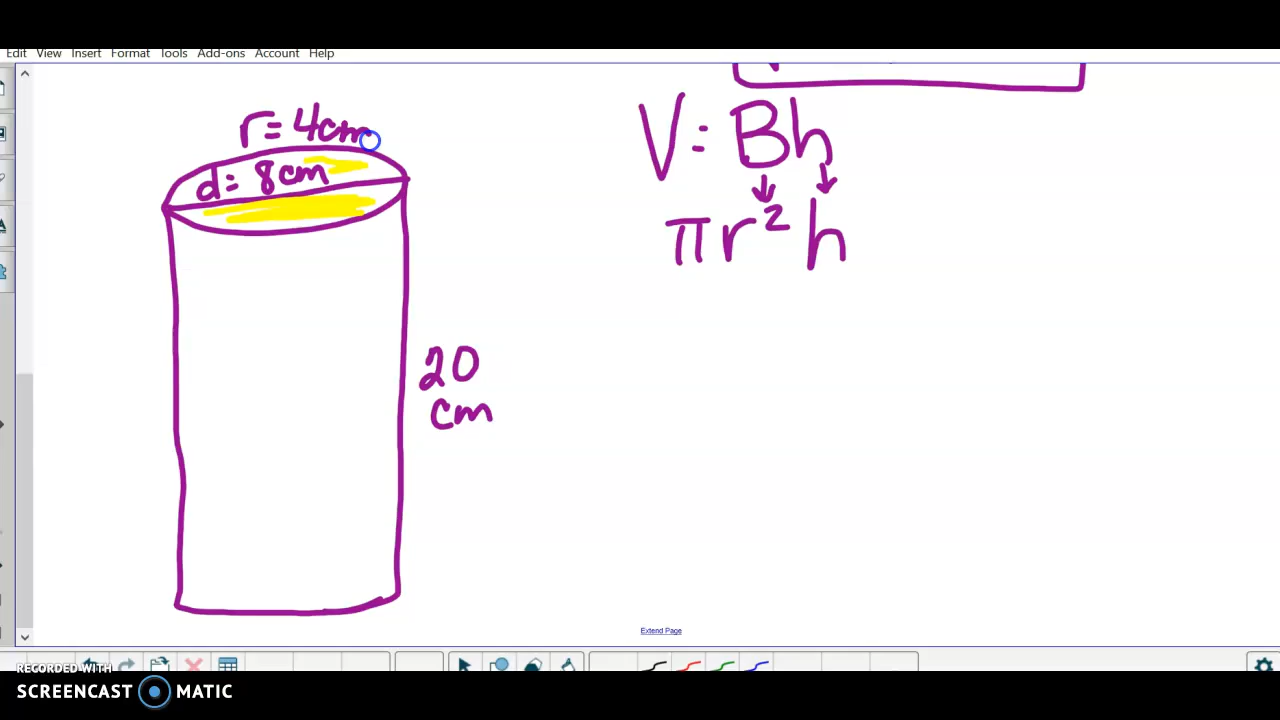 Edit View Insert Format Tools Add-ons Account Help
r = 4cm
d = 8cm
V = Bh
πr²h
20
cm
Extend Page
RECORDED WITH
SCREENCAST MATIC